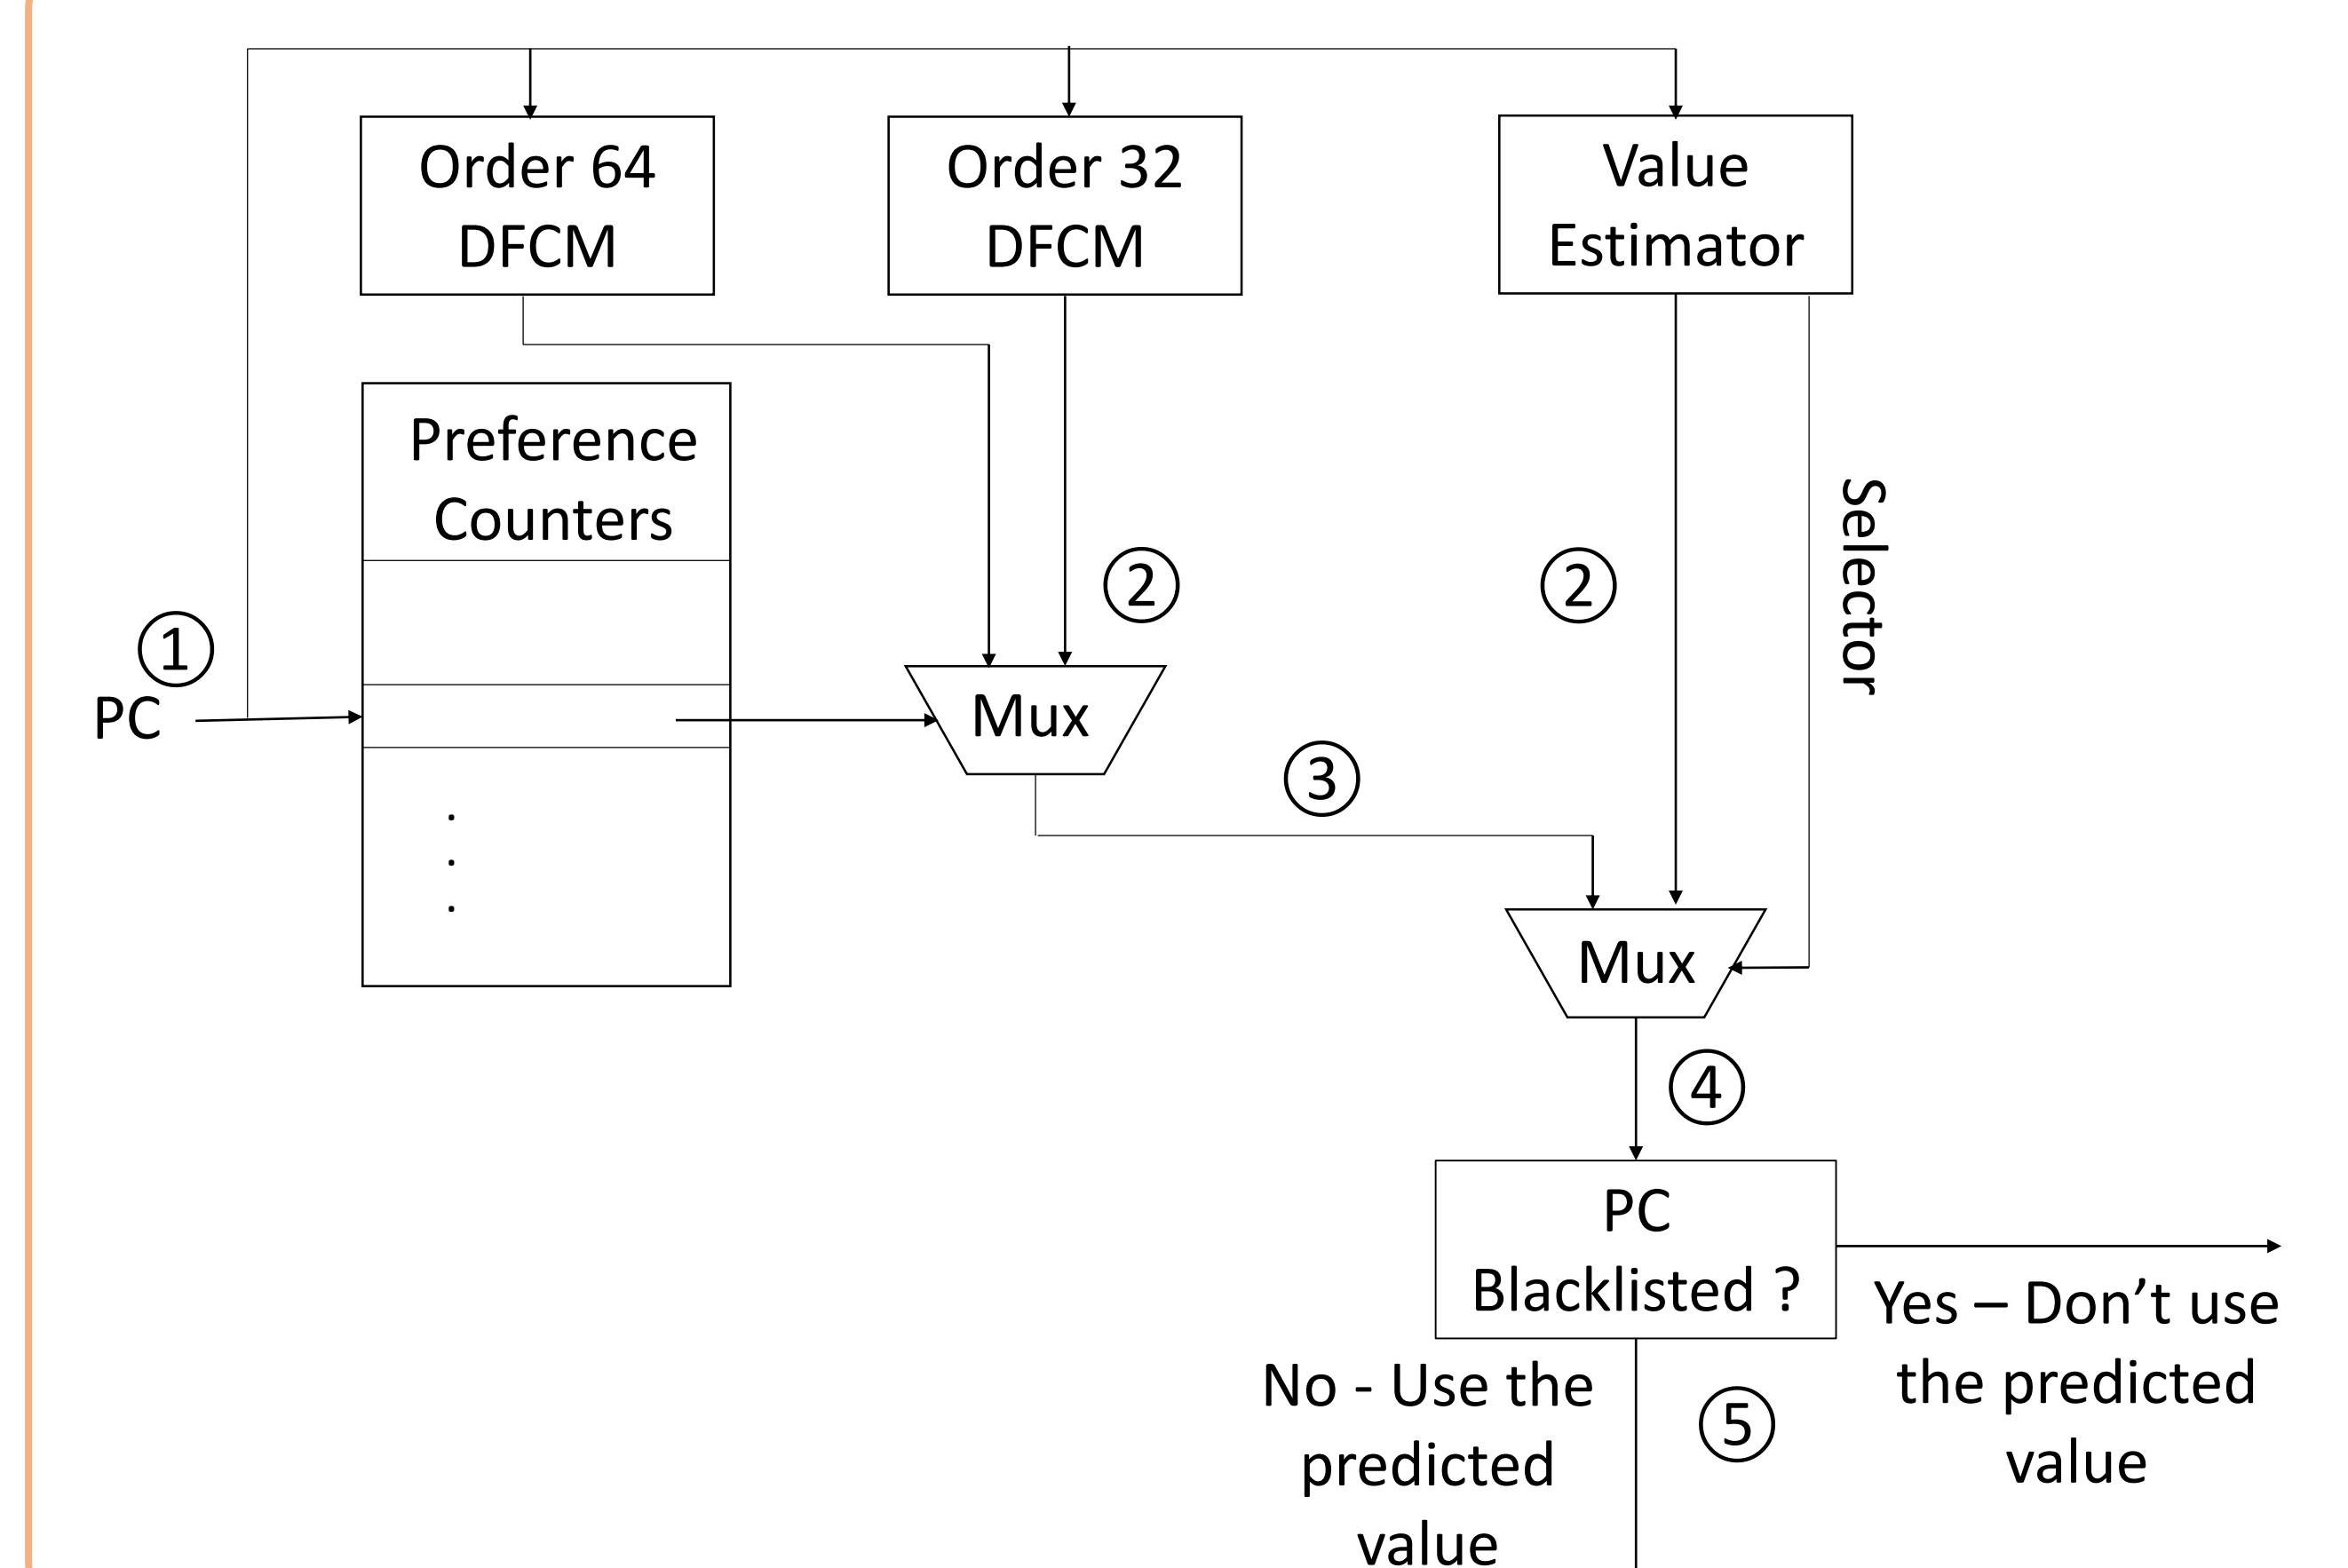 Order 64
DFCM
Order 32
DFCM
Value
Estimator
Preference
Counters
Selector
2
2
1
PC
Mux
3
.
.
.
Mux
4
PC
Blacklisted ?
Yes – Don’t use
the predicted
value
No - Use the
predicted
value
5